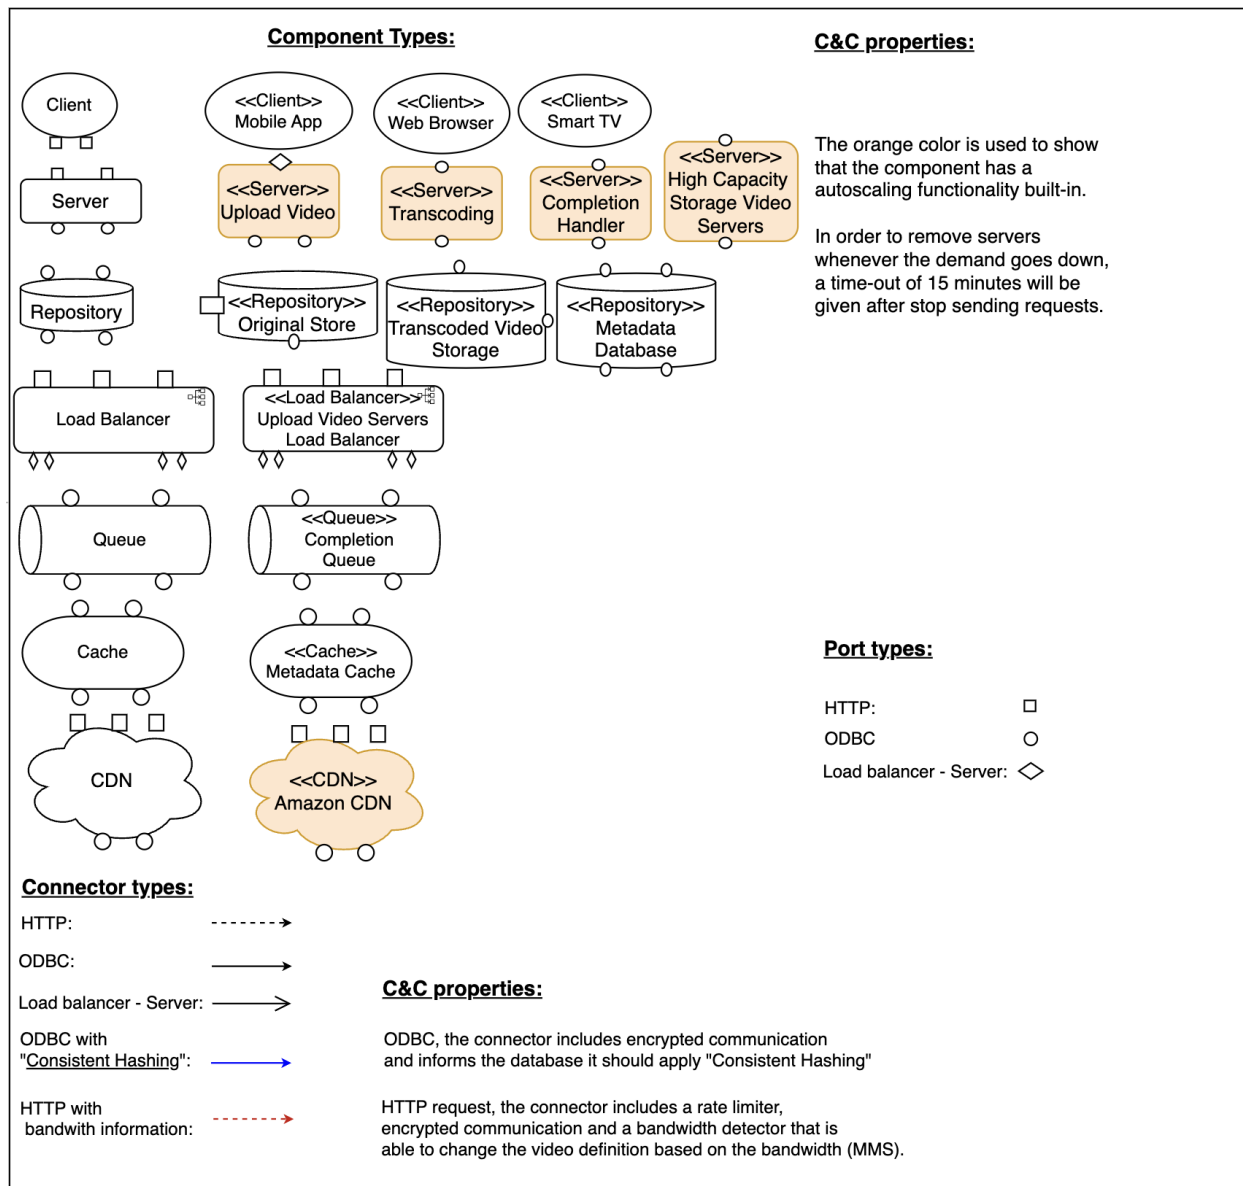 Component Types:
C&C properties:
Client
<<Client>>
Mobile App
<<Client>>
Web Browser
<<Client>>
Smart TV
The orange color is used to show
that the component has a
autoscaling functionality built-in.
In order to remove servers
whenever the demand goes down,
a time-out of 15 minutes will be
given after stop sending requests.
Server
<<Server>>
Upload Video
<<Server>>
Transcoding
<<Server>>
Completion
Handler
<<Server>>
High Capacity
Storage Video
Servers
Repository
<<Repository>>
Original Store
<<Repository>>
Transcoded Video
Storage
<<Repository>>
Metadata
Database
Load Balancer
<<Load Balancer>>
Upload Video Servers
Load Balancer
Queue
<<Queue>>
Completion
Queue
Cache
<<Cache>>
Metadata Cache
Port types:
HTTP:
ODBC
Load balancer - Server:
CDN
<<CDN>>
Amazon CDN
Connector types:
HTTP:
ODBC:
Load balancer - Server:
ODBC with
"Consistent Hashing":
HTTP with
bandwith information:
C&C properties:
ODBC, the connector includes encrypted communication
and informs the database it should apply "Consistent Hashing"
HTTP request, the connector includes a rate limiter,
encrypted communication and a bandwidth detector that is
able to change the video definition based on the bandwidth (MMS).